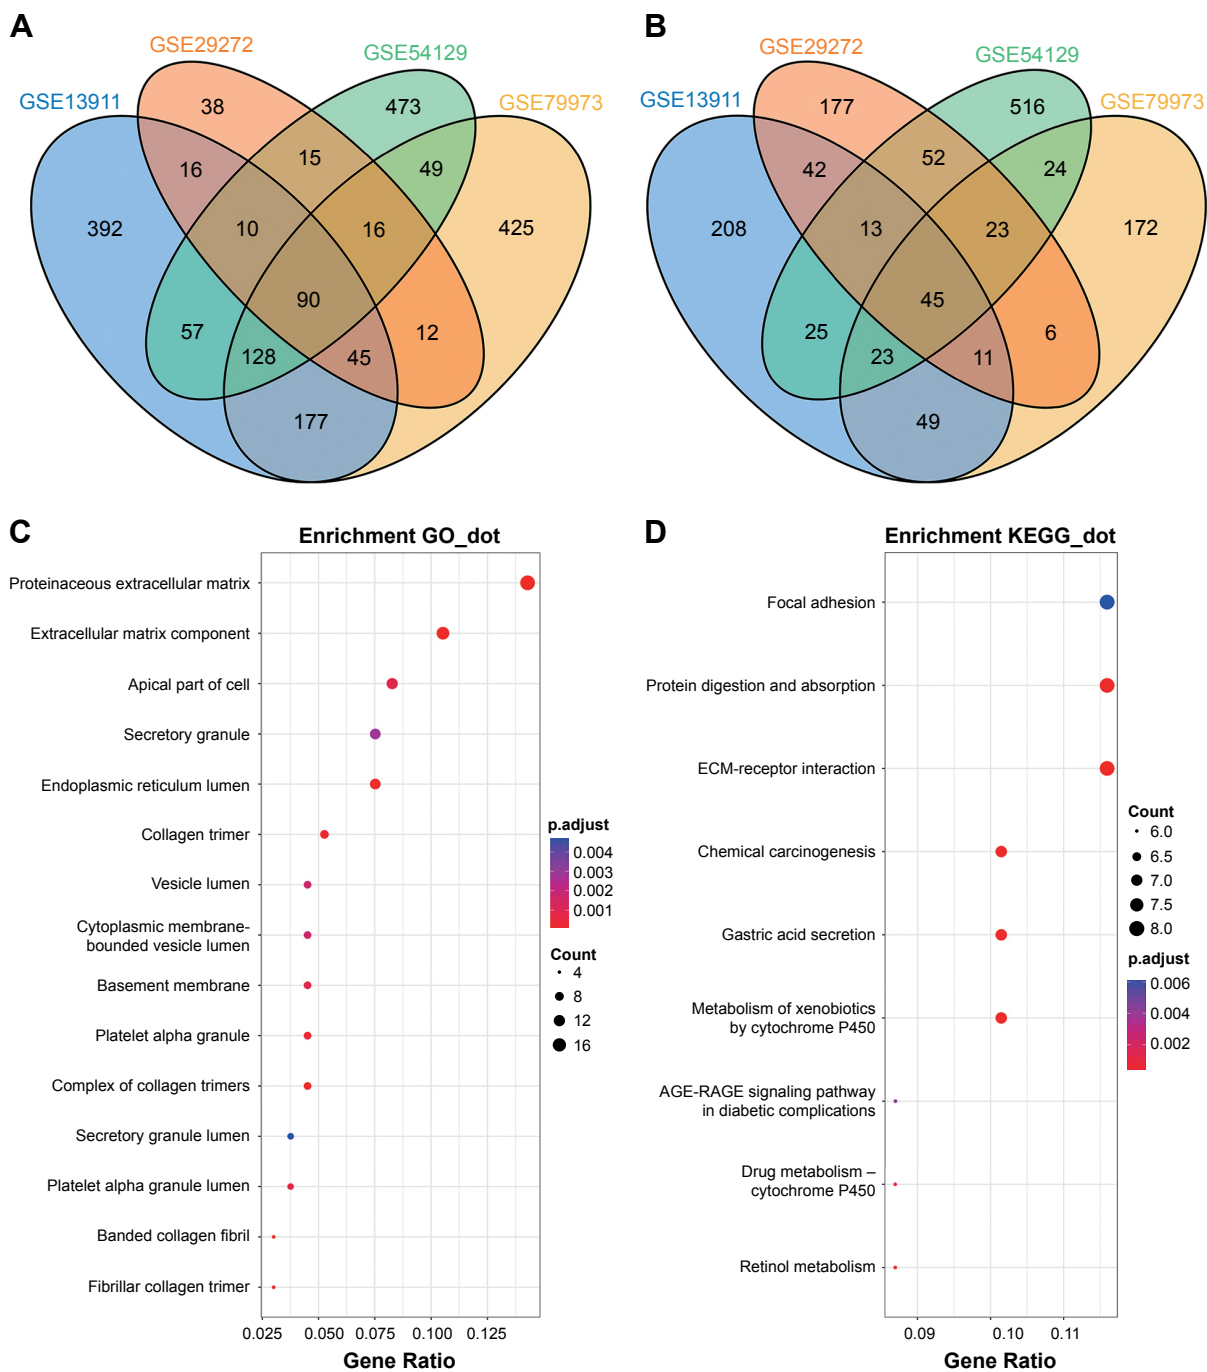 A
GSE13911
GSE29272
GSE54129
GSE79973
38
473
16
15
49
392
10
16
425
90
57
128
45
12
177
B
GSE13911
GSE29272
GSE54129
GSE79973
177
516
42
52
24
208
13
23
172
45
25
23
11
6
49
C
Enrichment GO_dot
Proteinaceous extracellular matrix
Extracellular matrix component
Apical part of cell
Secretory granule
Endoplasmic reticulum lumen
Collagen trimer
Vesicle lumen
Cytoplasmic membrane-
bounded vesicle lumen
Basement membrane
Platelet alpha granule
Complex of collagen trimers
Secretory granule lumen
Platelet alpha granule lumen
Banded collagen fibril
Fibrillar collagen trimer
0.025 0.050 0.075 0.100 0.125
Gene Ratio
p.adjust
0.004
0.003
0.002
0.001
Count
4
8
12
16
D
Enrichment KEGG_dot
Focal adhesion
Protein digestion and absorption
ECM-receptor interaction
Chemical carcinogenesis
Gastric acid secretion
Metabolism of xenobiotics
by cytochrome P450
AGE-RAGE signaling pathway
in diabetic complications
Drug metabolism –
cytochrome P450
Retinol metabolism
0.09 0.10 0.11
Gene Ratio
Count
6.0
6.5
7.0
7.5
8.0
p.adjust
0.006
0.004
0.002